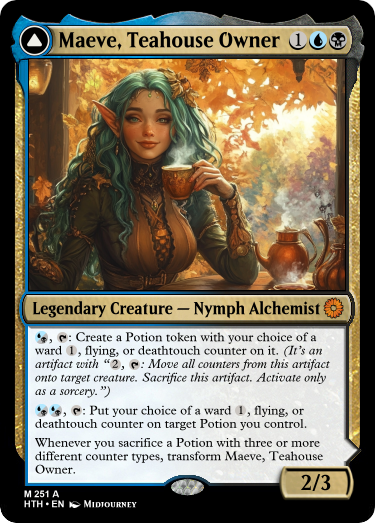 Maeve, Teahouse Owner 1
Legendary Creature — Nymph Alchemist
, : Create a Potion token with your choice of a
ward 1, flying, or deathtouch counter on it. (It's an
artifact with “2, : Move all counters from this artifact
onto target creature. Sacrifice this artifact. Activate only
as a sorcery.”)
, : Put your choice of a ward 1, flying, or
deathtouch counter on target Potion you control.
Whenever you sacrifice a Potion with three or more
different counter types, transform Maeve, Teahouse
Owner.
2/3
M 251 A
HTH • EN Midjourney